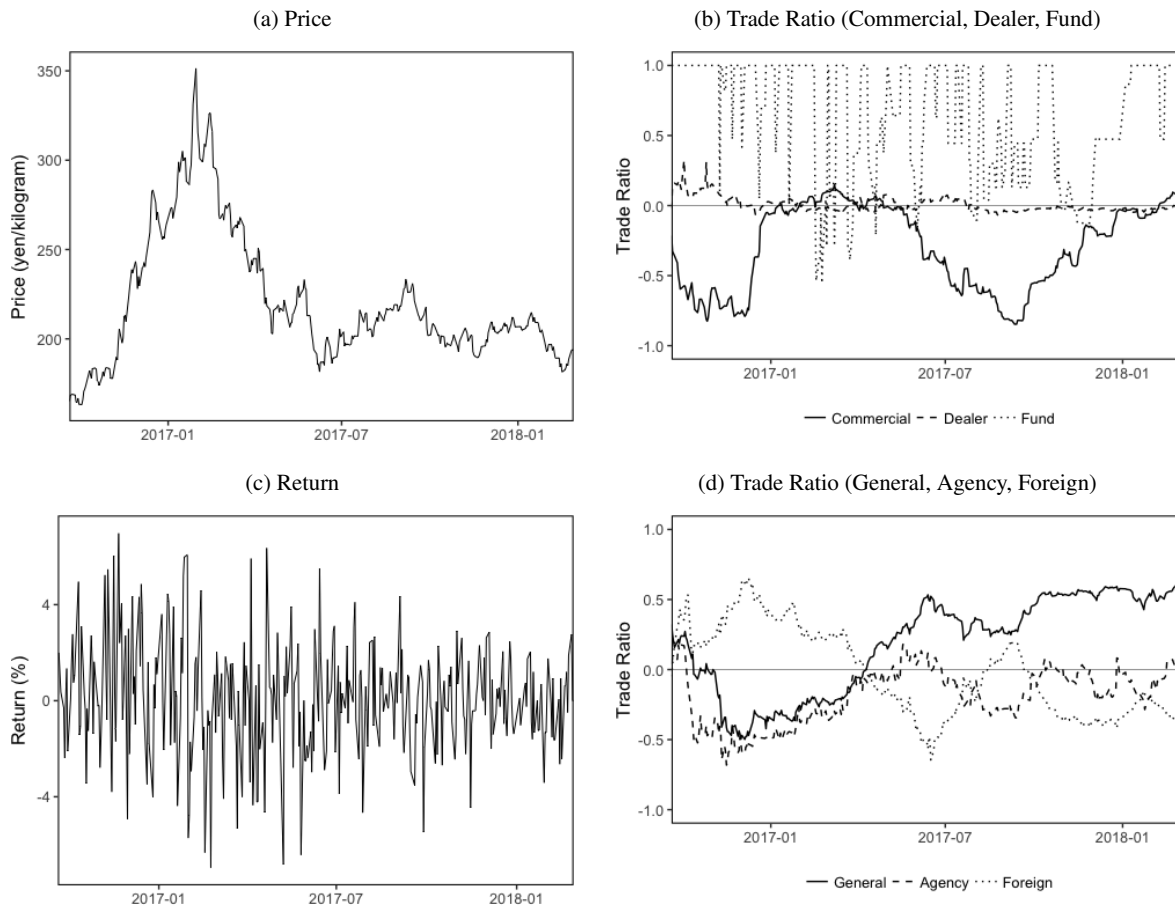 (a) Price
Price (yen/kilogram)
350
300
250
200
2017-01 2017-07 2018-01
(b) Trade Ratio (Commercial, Dealer, Fund)
Trade Ratio
1.0
0.5
0.0
-0.5
-1.0
2017-01 2017-07 2018-01
Commercial Dealer Fund
(c) Return
Return (%)
4
0
-4
2017-01 2017-07 2018-01
(d) Trade Ratio (General, Agency, Foreign)
Trade Ratio
1.0
0.5
0.0
-0.5
-1.0
2017-01 2017-07 2018-01
General Agency Foreign